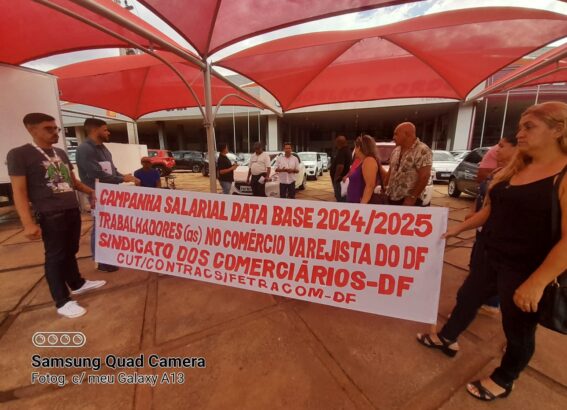 CAMPANHA SALARIAL DATA BASE 2024/2025
TRABALHADORES(as) NO COMÉRCIO VAREJISTA DO DF
SINDICATO DOS COMERCIÁRIOS-DF
CUT/CONTRACS/FETRACOM-DF
Samsung Quad Camera
Fotog. c/ meu Galaxy A13